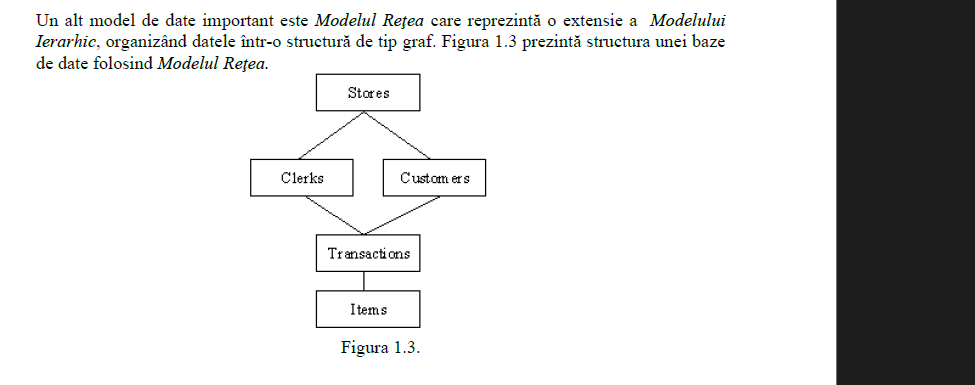 Un alt model de date important este Modelul Reţea care reprezintă o extensie a Modelului
Ierarhic, organizând datele într-o structură de tip graf. Figura 1.3 prezintă structura unei baze
de date folosind Modelul Reţea.
Stores
Clerks Customers
Transactions
Items
Figura 1.3.